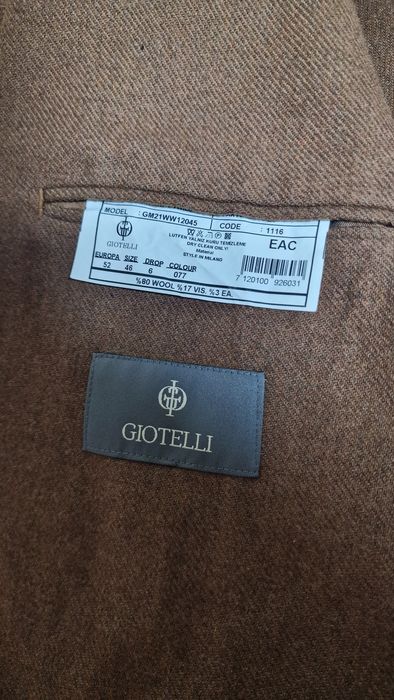 MODEL : GM21WW12045 CODE : 1116
GIOTELLI
LUTFEN YALNIZ KURU TEMIZLEME
DRY CLEAN ONLY!
Material
STYLE IN MILANO
EAC
EUROPA SIZE DROP COLOUR
52 46 6 077
7 120100 926031
%80 WOOL %17 VIS. %3 EA.
GIOTELLI